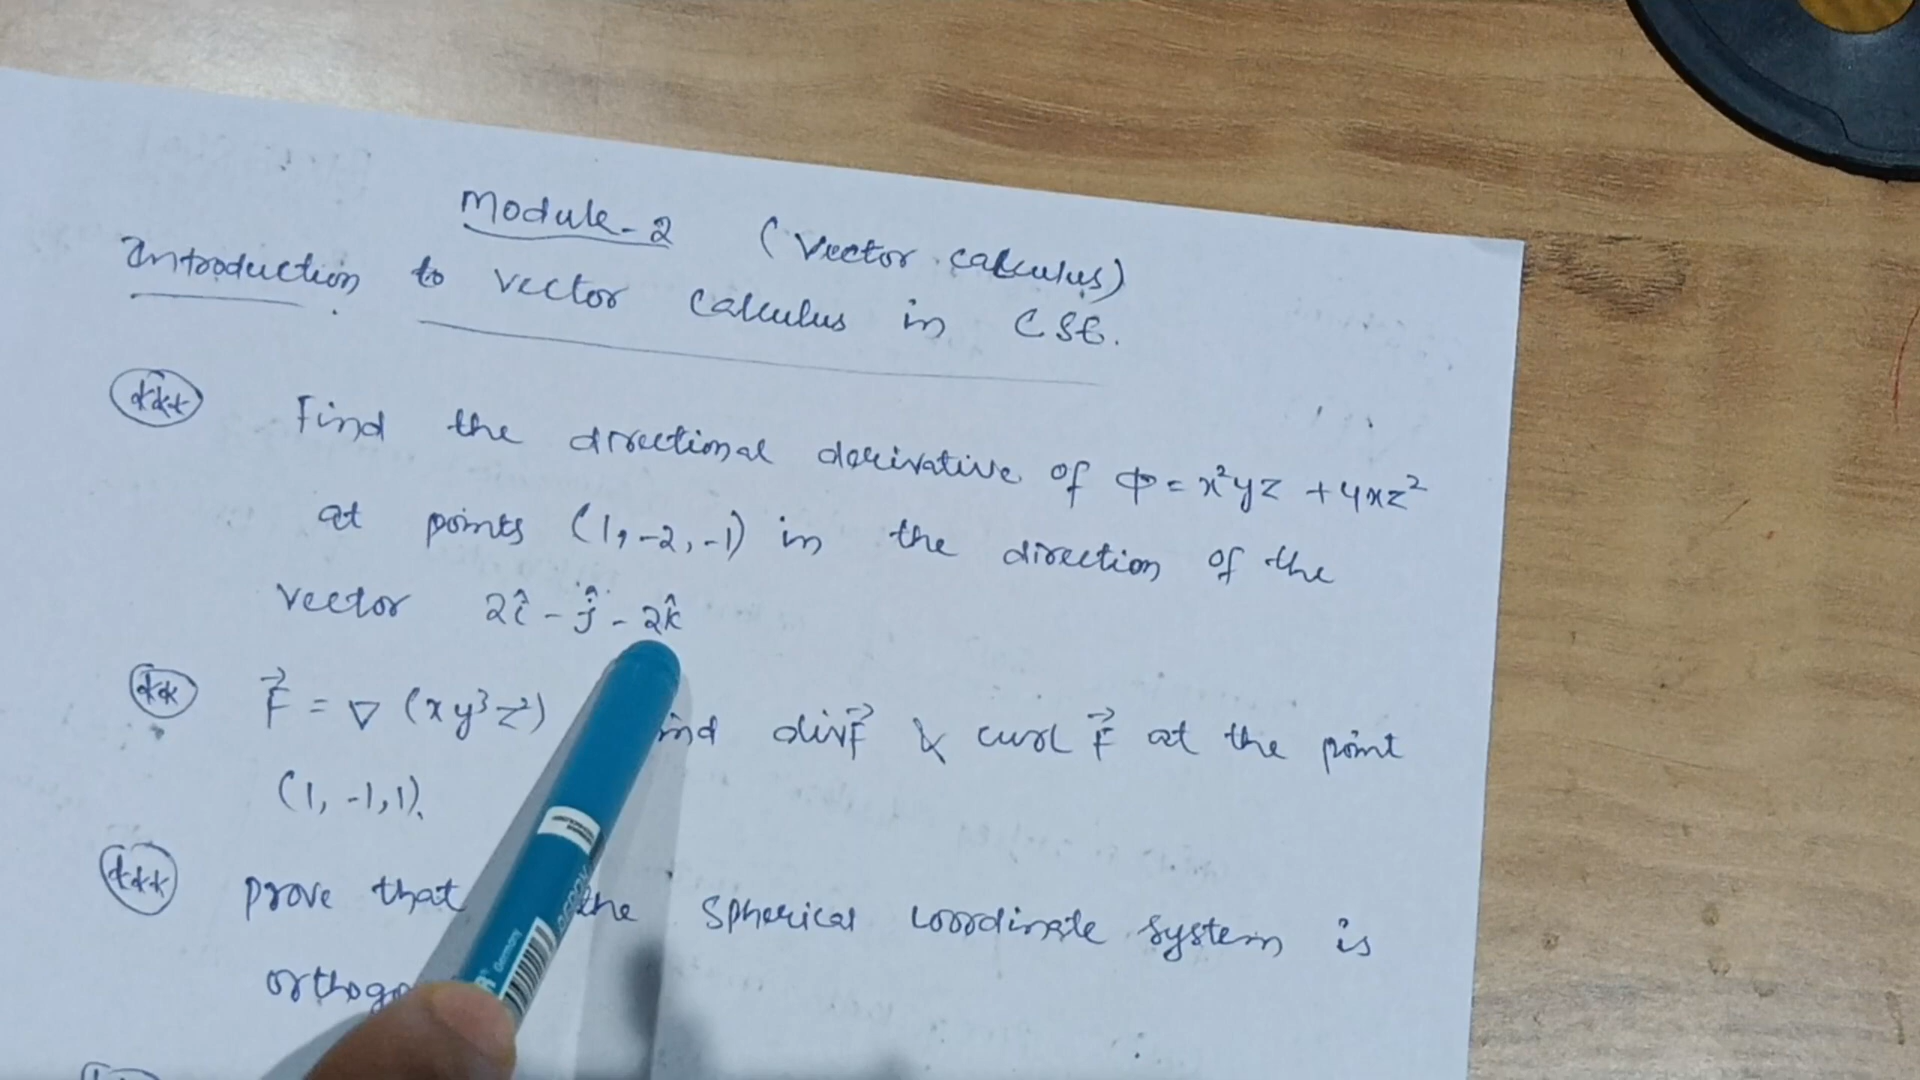 Module-2 (Vector calculus)
Introduction to vector calculus in CSE.
*** Find the directional derivative of Φ = x²yz + 4xz²
at points (1, -2, -1) in the direction of the
vector 2î - ĵ - 2k̂
** F⃗ = ∇ (xy³z²) div F⃗ & curl F⃗ at the point
(1, -1, 1).
*** prove that the spherical coordinate system is
Germany